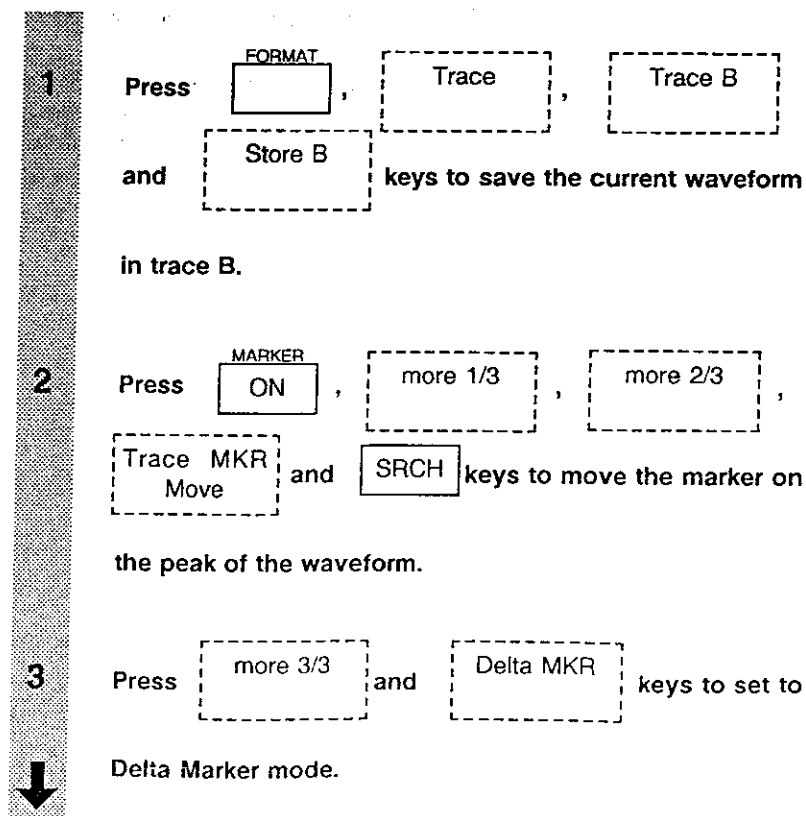 FORMAT
1 Press , Trace , Trace B
and Store B keys to save the current waveform
in trace B.
MARKER
2 Press ON , more 1/3 , more 2/3 ,
Trace MKR Move and SRCH keys to move the marker on
the peak of the waveform.
3 Press more 3/3 and Delta MKR keys to set to
Delta Marker mode.